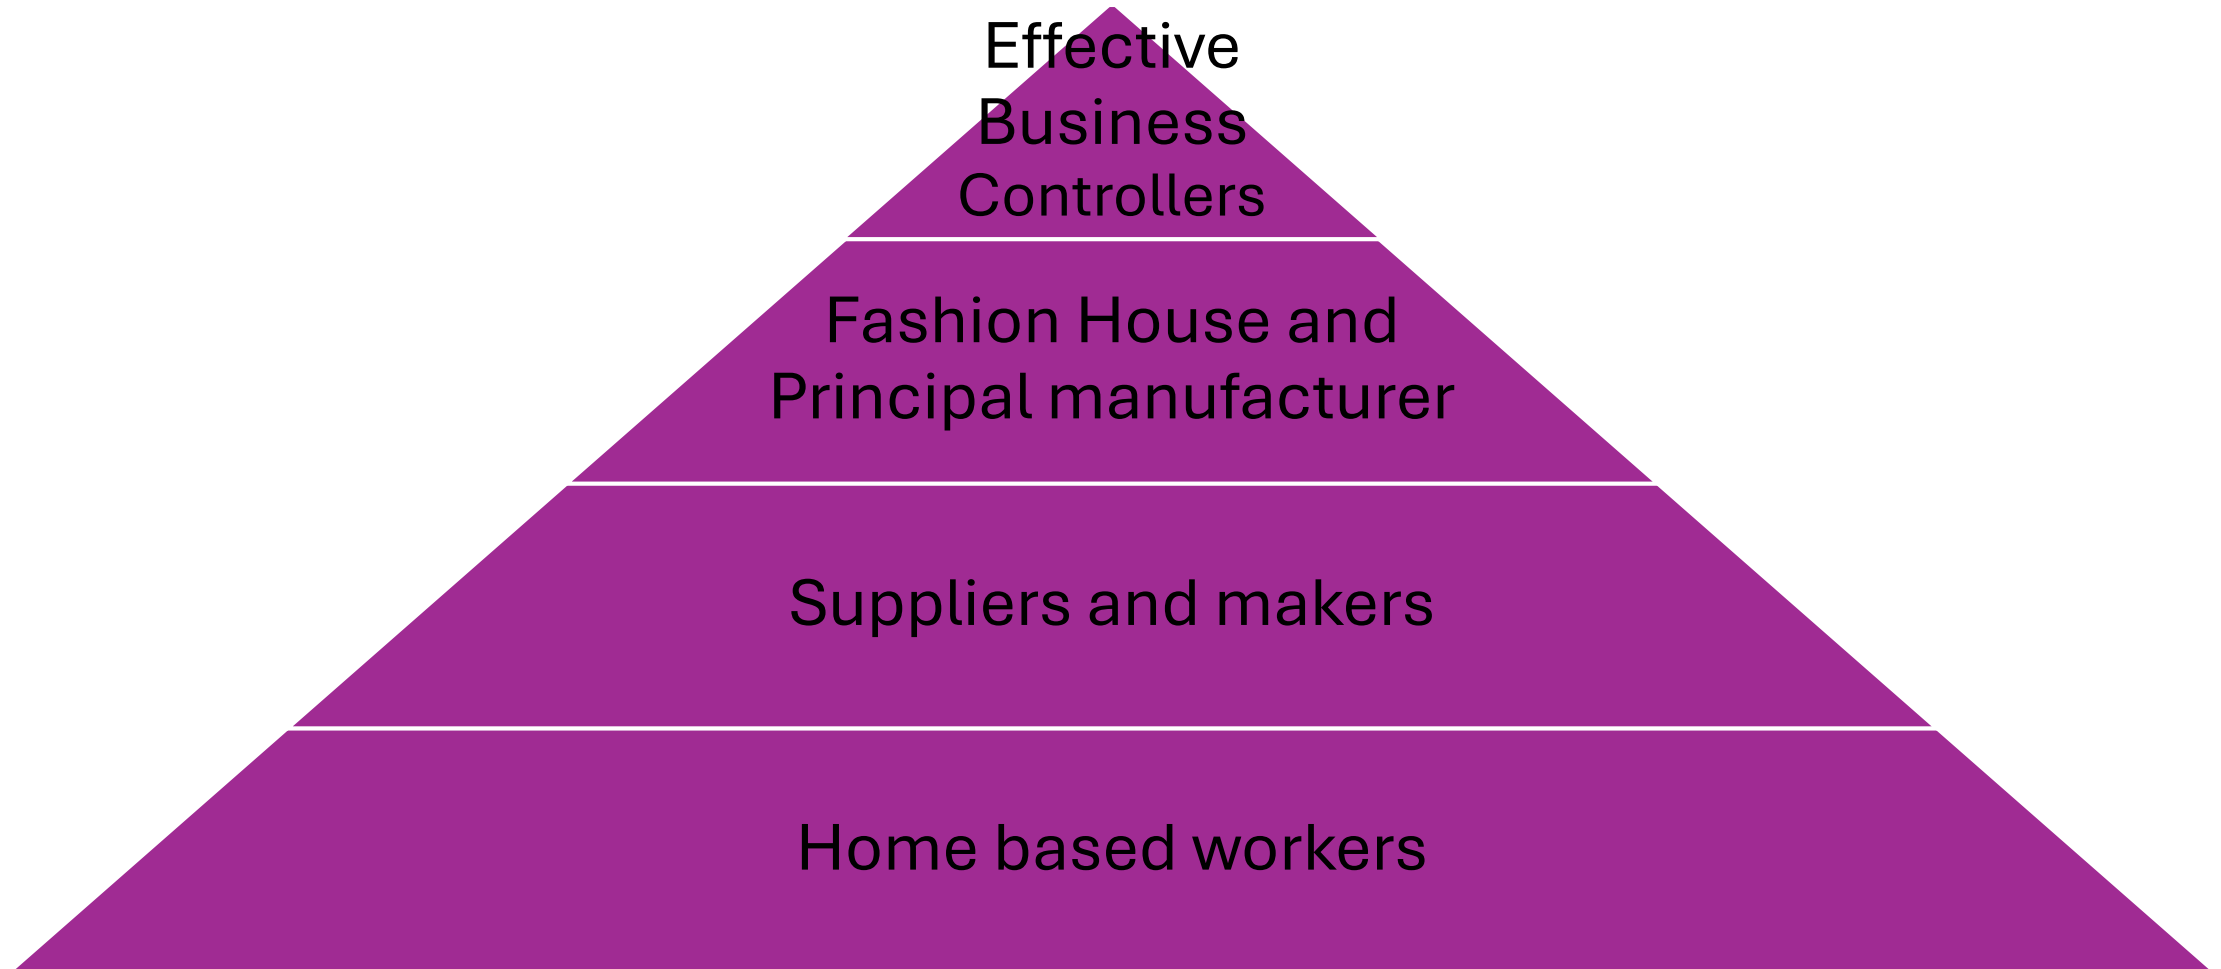 Effective
Business
Controllers
Fashion House and
Principal manufacturer
Suppliers and makers
Home based workers